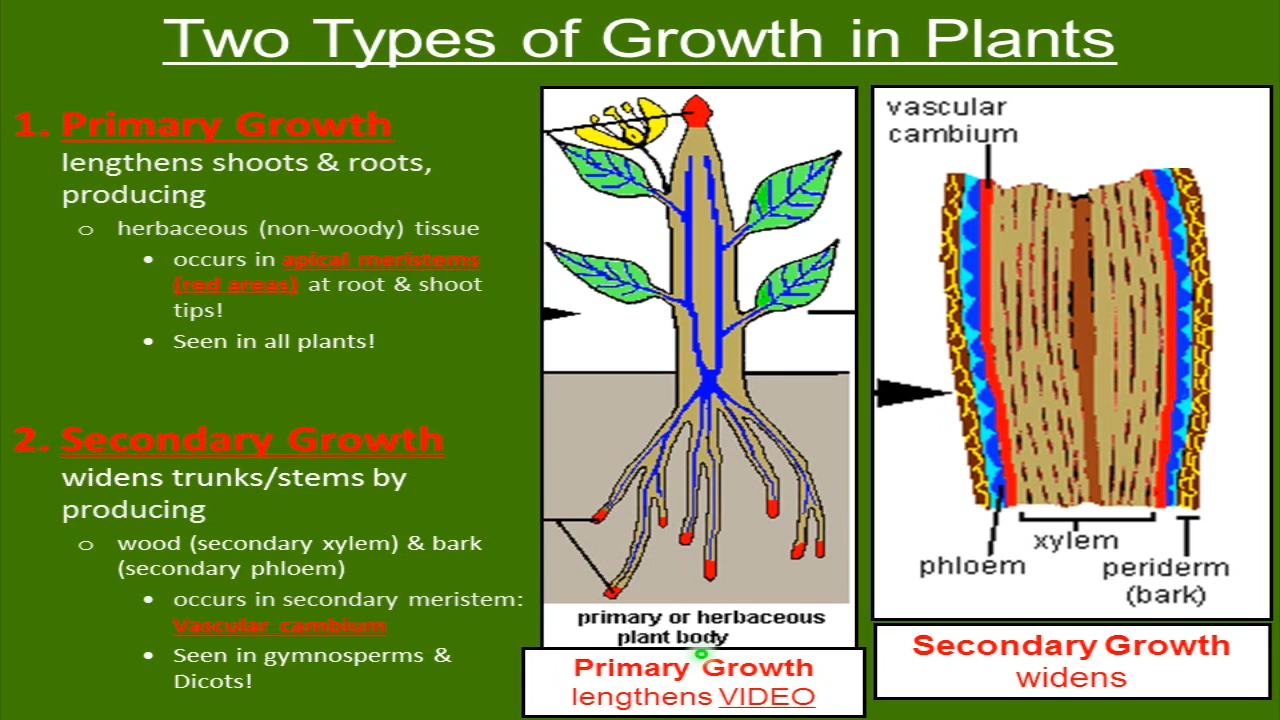 Two Types of Growth in Plants
1. Primary Growth
lengthens shoots & roots,
producing
o herbaceous (non-woody) tissue
• occurs in apical meristems
(red areas) at root & shoot
tips!
• Seen in all plants!
2. Secondary Growth
widens trunks/stems by
producing
o wood (secondary xylem) & bark
(secondary phloem)
• occurs in secondary meristem:
Vascular cambium
• Seen in gymnosperms &
Dicots!
primary or herbaceous
plant body
Primary Growth
lengthens VIDEO
vascular
cambium
xylem
phloem
periderm
(bark)
Secondary Growth
widens